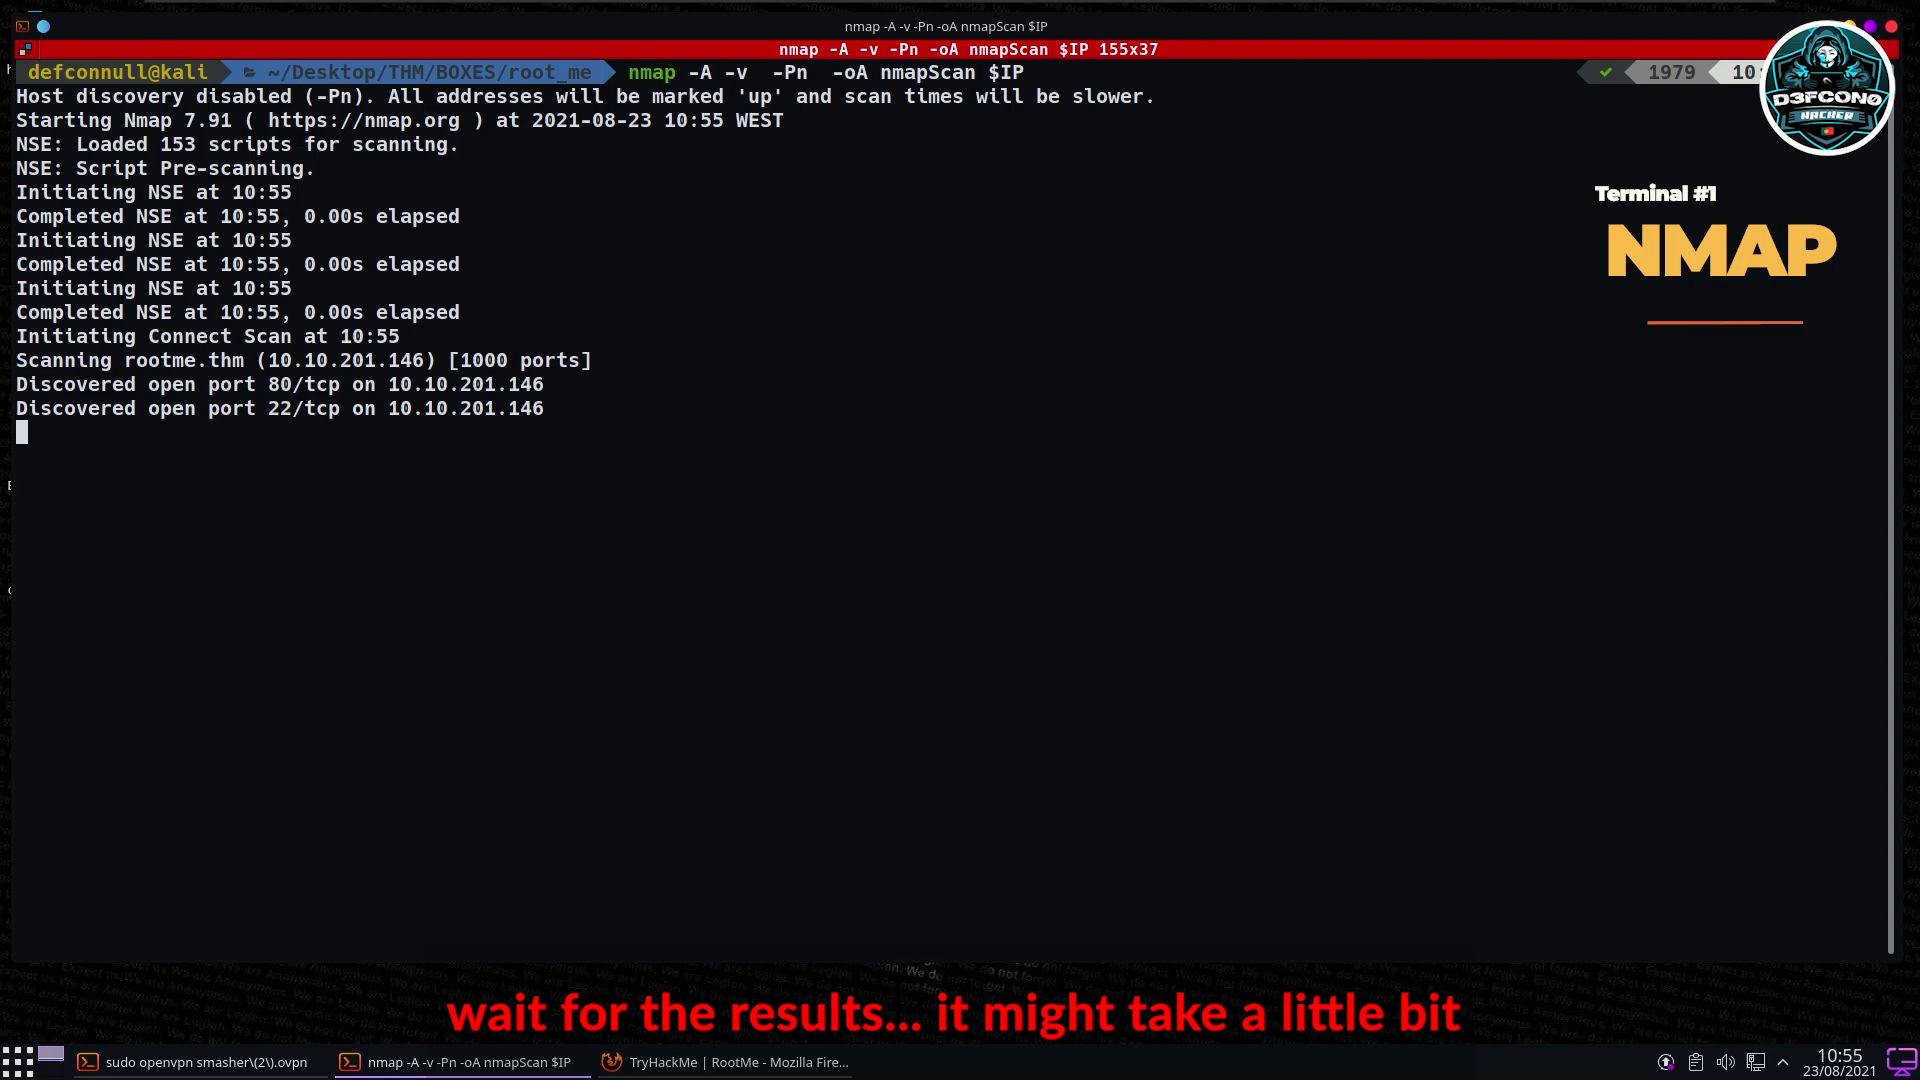 nmap -A -v -Pn -oA nmapScan $IP
nmap -A -v -Pn -oA nmapScan $IP 155x37
defconnull@kali ~/Desktop/THM/BOXES/root_me nmap -A -v  -Pn  -oA nmapScan $IP 1979 10:
Host discovery disabled (-Pn). All addresses will be marked 'up' and scan times will be slower.
Starting Nmap 7.91 ( https://nmap.org ) at 2021-08-23 10:55 WEST
NSE: Loaded 153 scripts for scanning.
NSE: Script Pre-scanning.
Initiating NSE at 10:55
Completed NSE at 10:55, 0.00s elapsed
Initiating NSE at 10:55
Completed NSE at 10:55, 0.00s elapsed
Initiating NSE at 10:55
Completed NSE at 10:55, 0.00s elapsed
Initiating Connect Scan at 10:55
Scanning rootme.thm (10.10.201.146) [1000 ports]
Discovered open port 80/tcp on 10.10.201.146
Discovered open port 22/tcp on 10.10.201.146
D3FCON0
HACKER
Terminal #1
NMAP
wait for the results... it might take a little bit
sudo openvpn smasher\(2\).ovpn
nmap -A -v -Pn -oA nmapScan $IP
TryHackMe | RootMe - Mozilla Fire...
10:55
23/08/2021